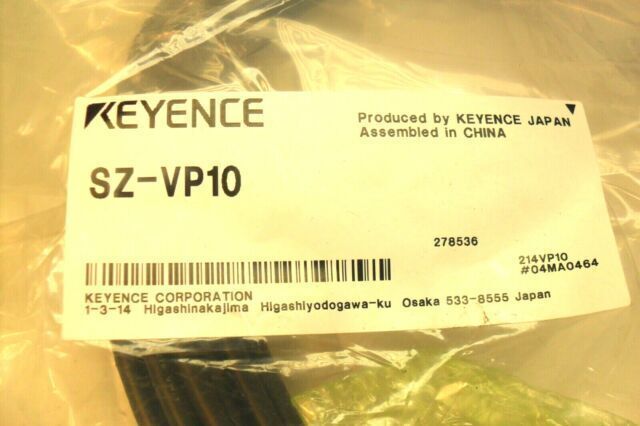 KEYENCE
Produced by KEYENCE JAPAN
Assembled in CHINA
SZ-VP10
278536
214VP10
#04MA0464
KEYENCE CORPORATION
1-3-14 Higashinakajima Higashiyodogawa-ku Osaka 533-8555 Japan